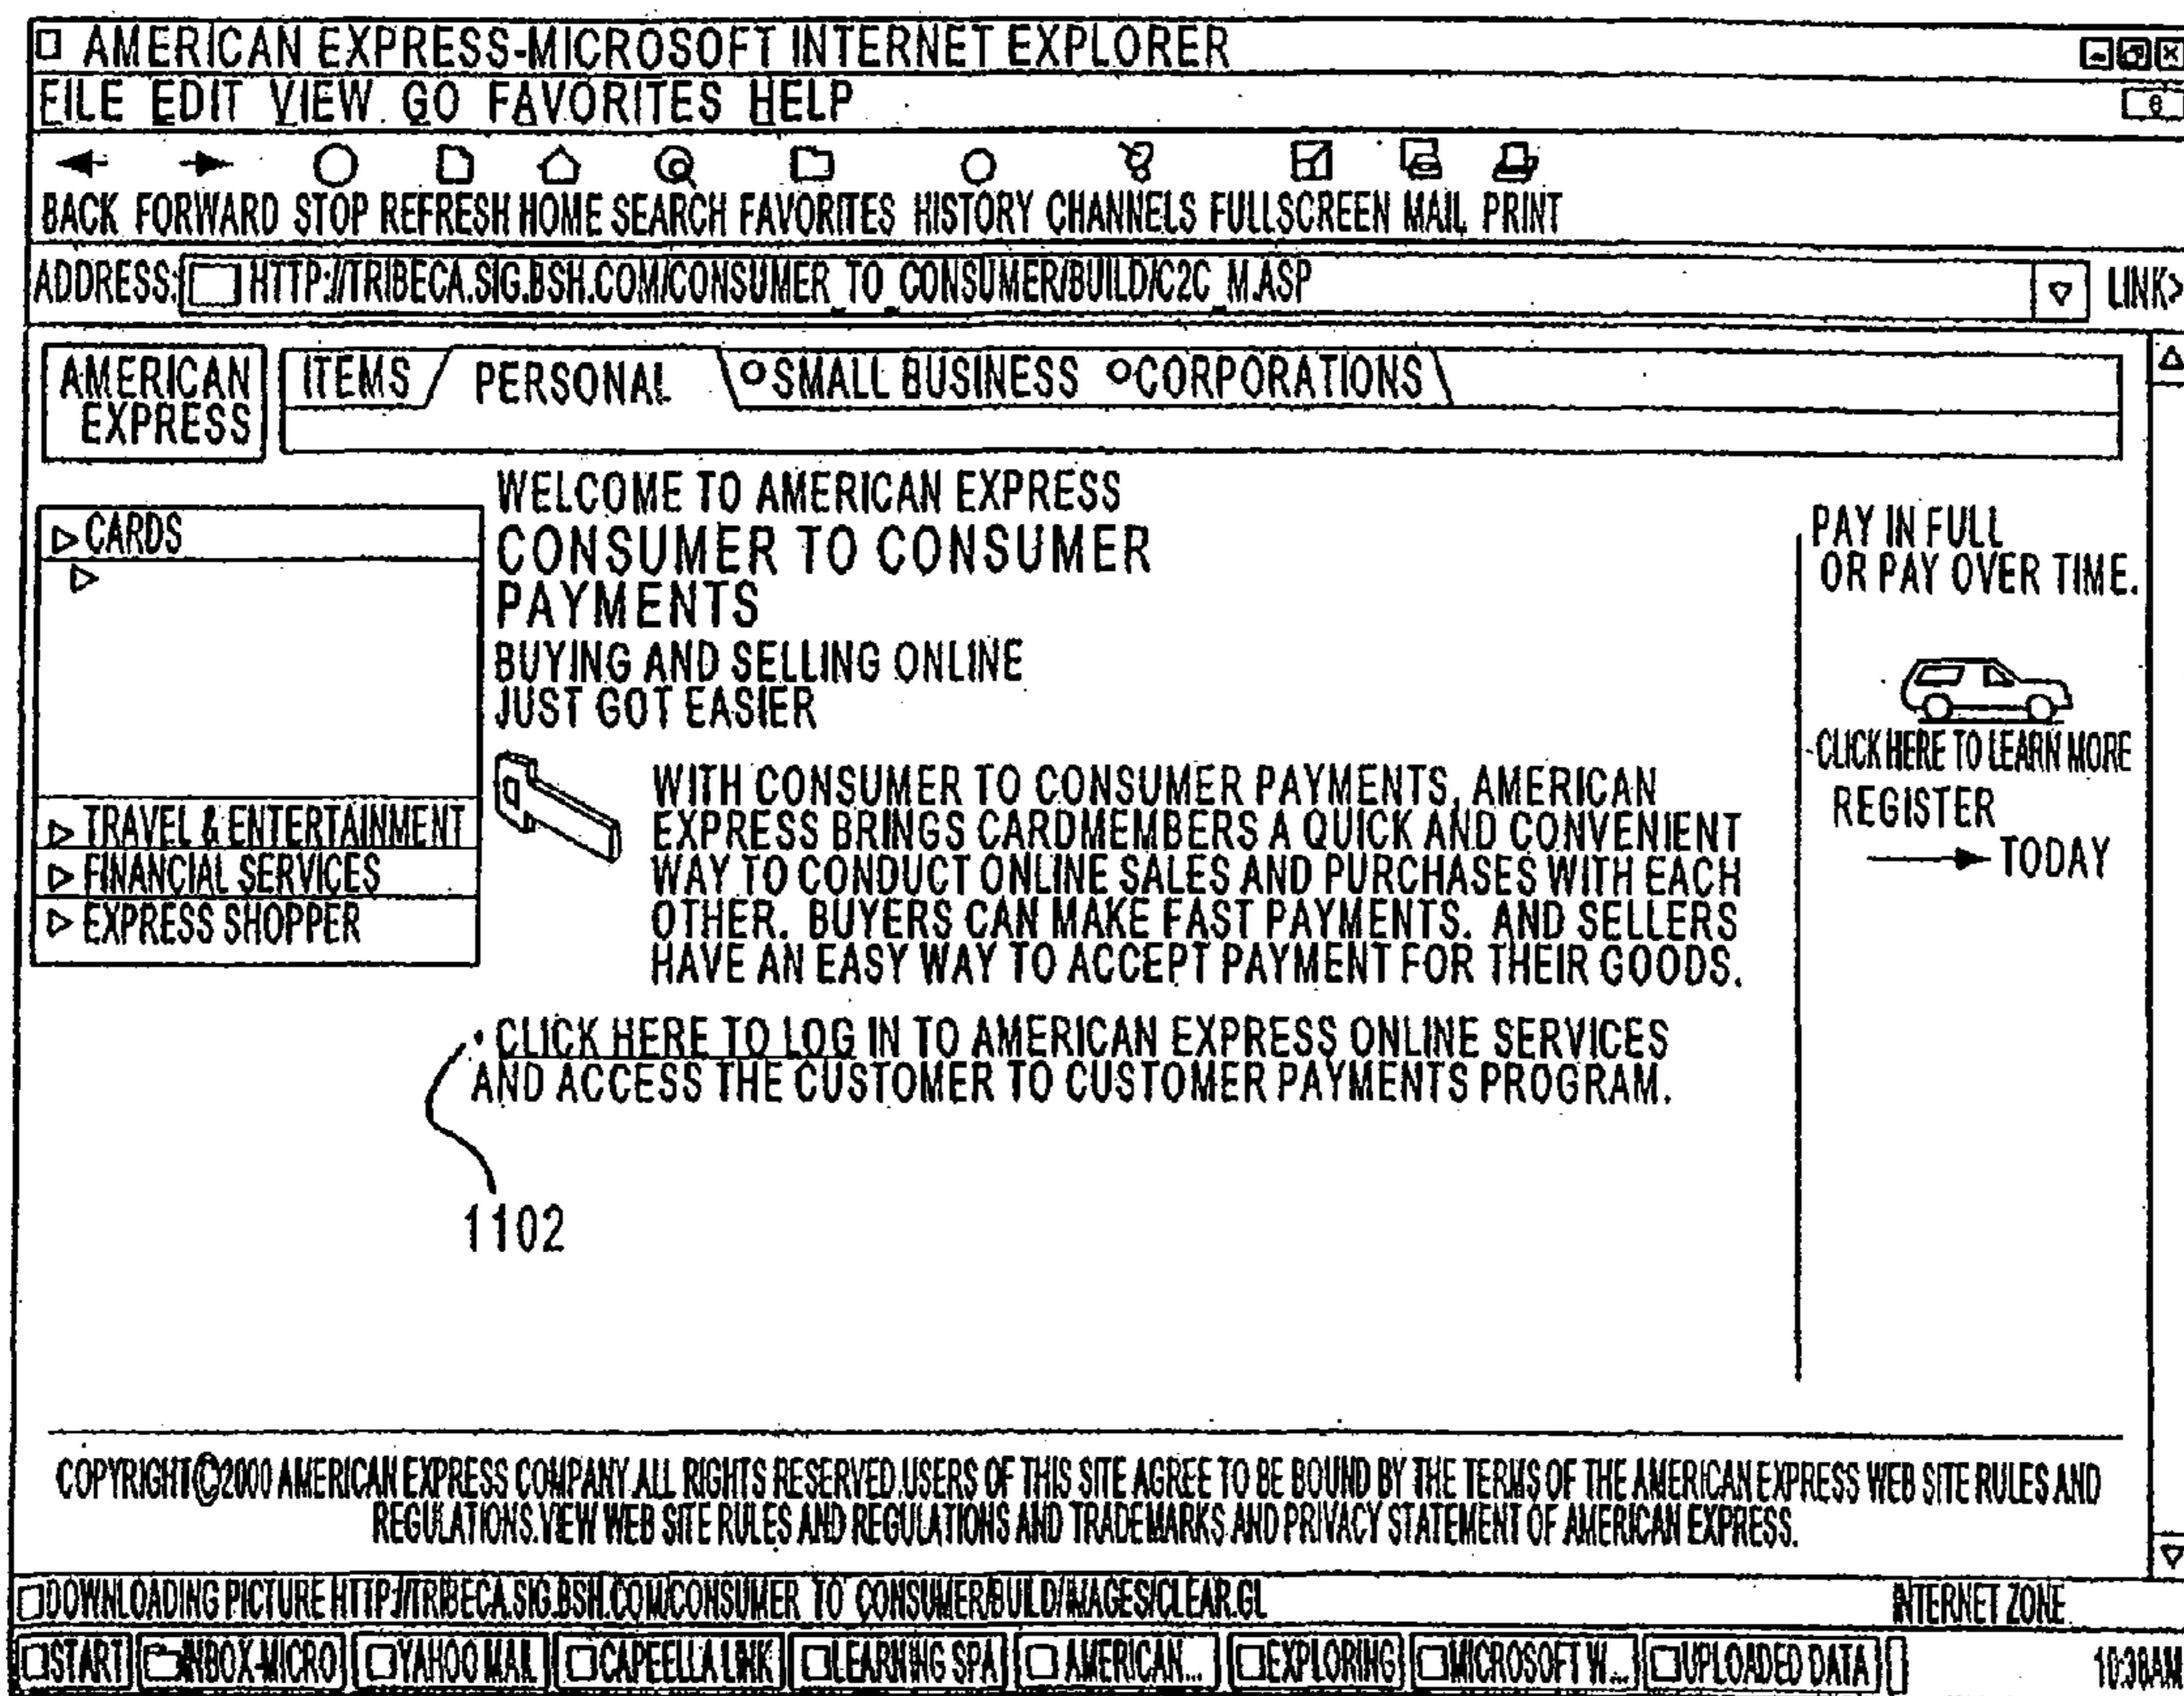 AMERICAN EXPRESS-MICROSOFT INTERNET EXPLORER
FILE EDIT VIEW GO FAVORITES HELP
BACK FORWARD STOP REFRESH HOME SEARCH FAVORITES HISTORY CHANNELS FULLSCREEN MAIL PRINT
ADDRESS: HTTP://TRIBECA.SIG.BSH.COM/CONSUMER_TO_CONSUMER/BUILD/C2C_M.ASP LINK>
AMERICAN
EXPRESS
ITEMS PERSONAL SMALL BUSINESS CORPORATIONS
CARDS
TRAVEL & ENTERTAINMENT
FINANCIAL SERVICES
EXPRESS SHOPPER
WELCOME TO AMERICAN EXPRESS
CONSUMER TO CONSUMER
PAYMENTS
BUYING AND SELLING ONLINE
JUST GOT EASIER
WITH CONSUMER TO CONSUMER PAYMENTS, AMERICAN
EXPRESS BRINGS CARDMEMBERS A QUICK AND CONVENIENT
WAY TO CONDUCT ONLINE SALES AND PURCHASES WITH EACH
OTHER. BUYERS CAN MAKE FAST PAYMENTS. AND SELLERS
HAVE AN EASY WAY TO ACCEPT PAYMENT FOR THEIR GOODS.
• CLICK HERE TO LOG IN TO AMERICAN EXPRESS ONLINE SERVICES
AND ACCESS THE CUSTOMER TO CUSTOMER PAYMENTS PROGRAM.
1102
PAY IN FULL
OR PAY OVER TIME.
CLICK HERE TO LEARN MORE
REGISTER
TODAY
COPYRIGHT©2000 AMERICAN EXPRESS COMPANY.ALL RIGHTS RESERVED.USERS OF THIS SITE AGREE TO BE BOUND BY THE TERMS OF THE AMERICAN EXPRESS WEB SITE RULES AND
REGULATIONS.VIEW WEB SITE RULES AND REGULATIONS AND TRADEMARKS AND PRIVACY STATEMENT OF AMERICAN EXPRESS.
DOWNLOADING PICTURE HTTP://TRIBECA.SIG.BSH.COM/CONSUMER TO CONSUMER/BUILD/IMAGES/CLEAR.GL INTERNET ZONE
START INBOX-MICRO YAHOO MAIL CAPEELLA LINK LEARNING SPA AMERICAN... EXPLORING MICROSOFT W... UPLOADED DATA 10:38AM